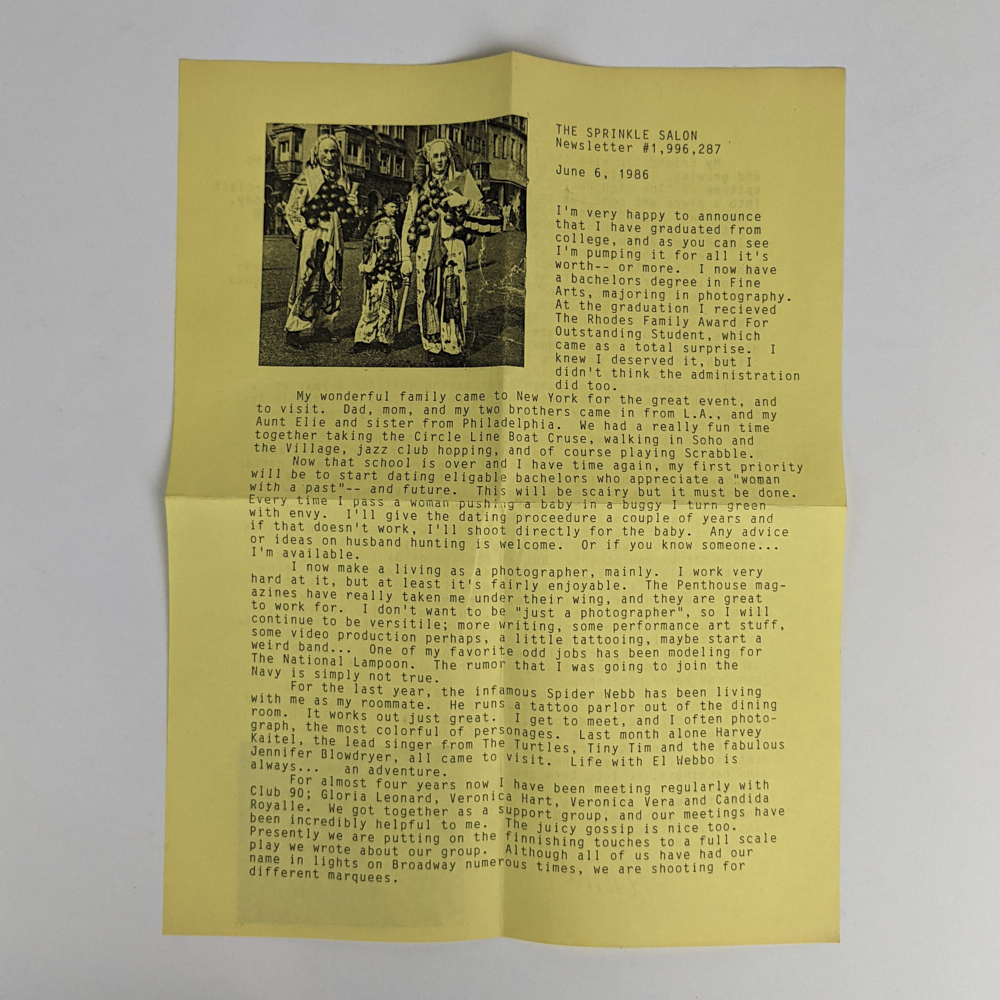 THE SPRINKLE SALON
Newsletter #1,996,287
June 6, 1986
I'm very happy to announce
that I have graduated from
college, and as you can see
I'm pumping it for all it's
worth-- or more.  I now have
a bachelors degree in Fine
Arts, majoring in photography.
At the graduation I recieved
The Rhodes Family Award For
Outstanding Student, which
came as a total surprise.  I
knew I deserved it, but I
didn't think the administration
did too.
My wonderful family came to New York for the great event, and
to visit.  Dad, mom, and my two brothers came in from L.A., and my
Aunt Elie and sister from Philadelphia.  We had a really fun time
together taking the Circle Line Boat Cruse, walking in Soho and
the Village, jazz club hopping, and of course playing Scrabble.
Now that school is over and I have time again, my first priority
will be to start dating eligable bachelors who appreciate a "woman
with a past"-- and future.  This will be scairy but it must be done.
Every time I pass a woman pushing a baby in a buggy I turn green
with envy.  I'll give the dating proceedure a couple of years and
if that doesn't work, I'll shoot directly for the baby.  Any advice
or ideas on husband hunting is welcome.  Or if you know someone...
I'm available.
I now make a living as a photographer, mainly.  I work very
hard at it, but at least it's fairly enjoyable.  The Penthouse mag-
azines have really taken me under their wing, and they are great
to work for.  I don't want to be "just a photographer", so I will
continue to be versitile; more writing, some performance art stuff,
some video production perhaps, a little tattooing, maybe start a
weird band...  One of my favorite odd jobs has been modeling for
The National Lampoon.  The rumor that I was going to join the
Navy is simply not true.
For the last year, the infamous Spider Webb has been living
with me as my roommate.  He runs a tattoo parlor out of the dining
room.  It works out just great.  I get to meet, and I often photo-
graph, the most colorful of personages.  Last month alone Harvey
Kaitel, the lead singer from The Turtles, Tiny Tim and the fabulous
Jennifer Blowdryer, all came to visit.  Life with El Webbo is
always...  an adventure.
For almost four years now I have been meeting regularly with
Club 90; Gloria Leonard, Veronica Hart, Veronica Vera and Candida
Royalle.  We got together as a support group, and our meetings have
been incredibly helpful to me.  The juicy gossip is nice too.
Presently we are putting on the finnishing touches to a full scale
play we wrote about our group.  Although all of us have had our
name in lights on Broadway numerous times, we are shooting for
different marquees.